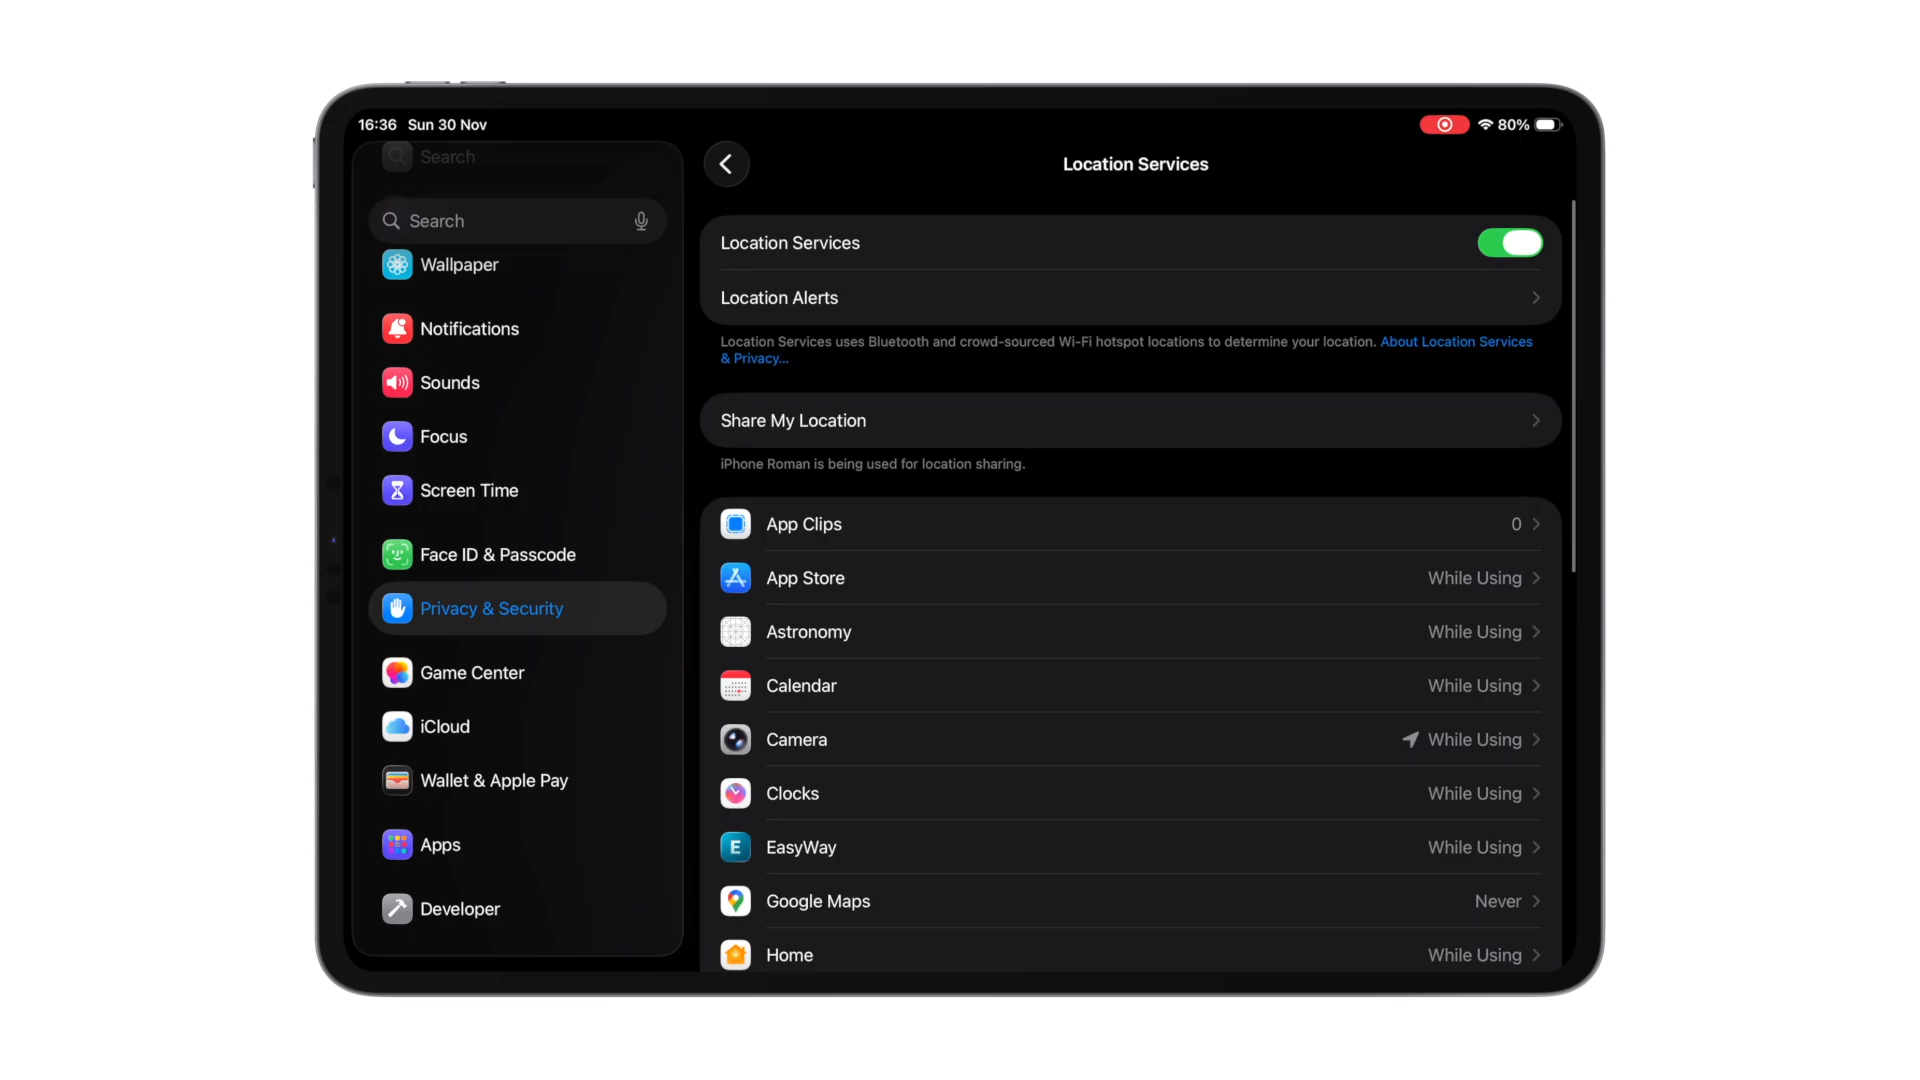 16:36 Sun 30 Nov
80%
Search
Search
Wallpaper
Notifications
Sounds
Focus
Screen Time
Face ID & Passcode
Privacy & Security
Game Center
iCloud
Wallet & Apple Pay
Apps
Developer
Location Services
Location Services
Location Alerts
Location Services uses Bluetooth and crowd-sourced Wi-Fi hotspot locations to determine your location. About Location Services
& Privacy...
Share My Location
iPhone Roman is being used for location sharing.
App Clips 0
App Store While Using
Astronomy While Using
Calendar While Using
Camera While Using
Clocks While Using
E EasyWay While Using
Google Maps Never
Home While Using